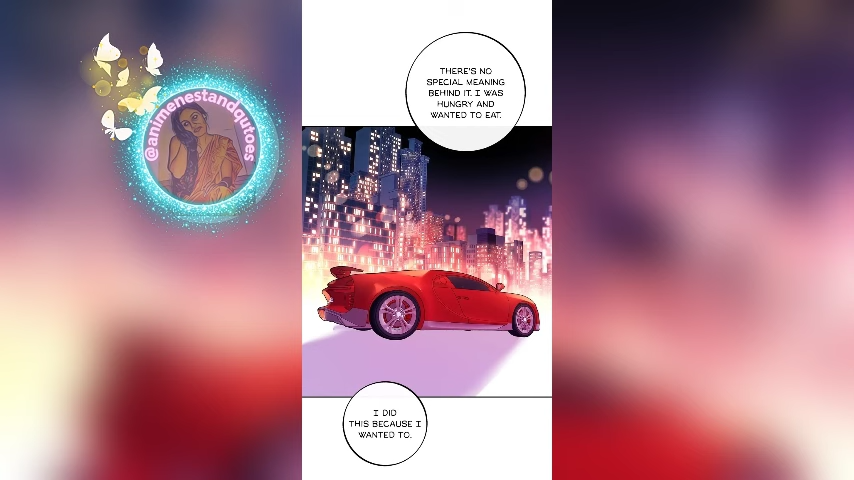 @animenestandqutoes
THERE'S NO
SPECIAL MEANING
BEHIND IT. I WAS
HUNGRY AND
WANTED TO EAT.
I DID
THIS BECAUSE I
WANTED TO.